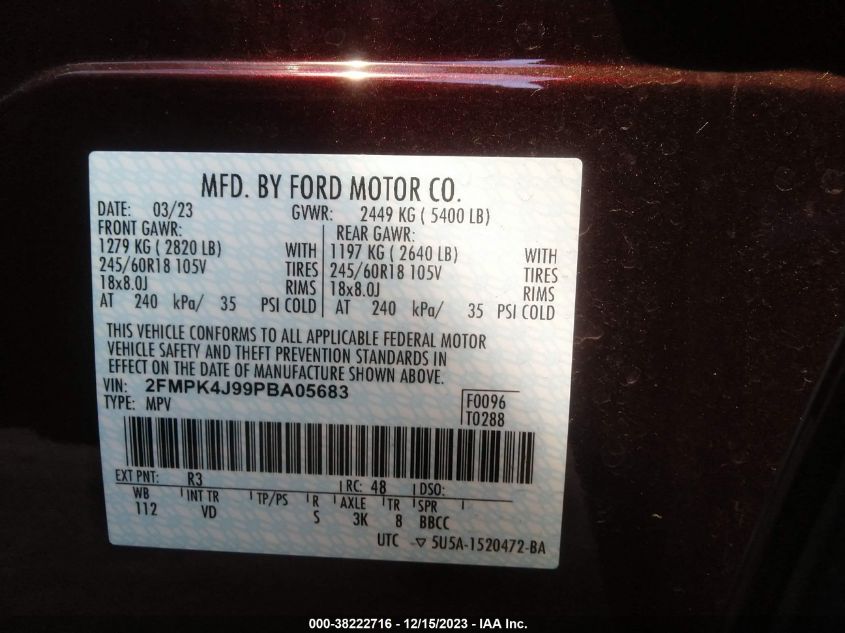 MFD. BY FORD MOTOR CO.
DATE: 03/23 GVWR: 2449 KG ( 5400 LB)
FRONT GAWR: REAR GAWR:
1279 KG ( 2820 LB) WITH 1197 KG ( 2640 LB) WITH
245/60R18 105V TIRES 245/60R18 105V TIRES
18x8.0J RIMS 18x8.0J RIMS
AT 240 kPa/ 35 PSI COLD AT 240 kPa/ 35 PSI COLD
THIS VEHICLE CONFORMS TO ALL APPLICABLE FEDERAL MOTOR
VEHICLE SAFETY AND THEFT PREVENTION STANDARDS IN
EFFECT ON THE DATE OF MANUFACTURE SHOWN ABOVE.
VIN: 2FMPK4J99PBA05683 F0096
TYPE: MPV T0288
EXT PNT: R3 RC: 48 DSO:
WB INT TR TP/PS R AXLE TR SPR
112 VD S 3K 8 BBCC
UTC ▽ 5U5A-1520472-BA
000-38222716 - 12/15/2023 - IAA Inc.